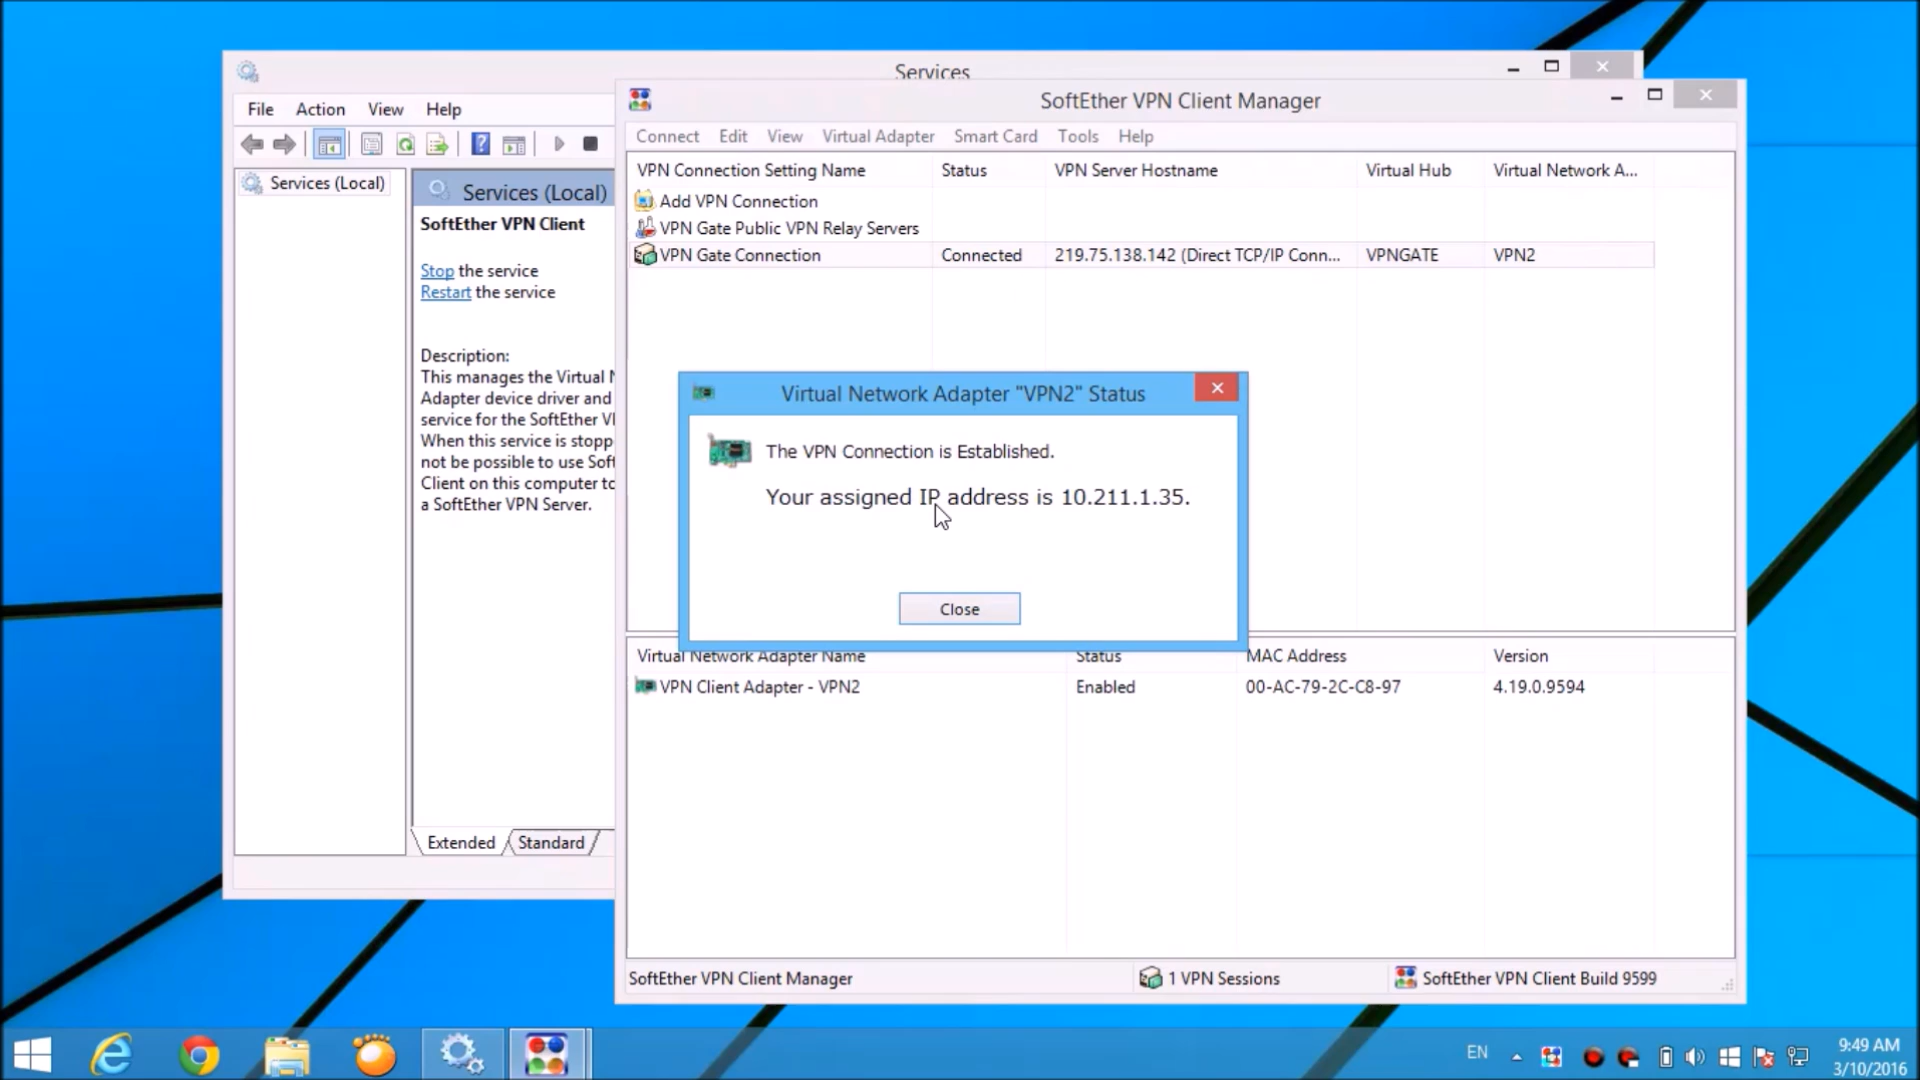 Services
File Action View Help
Services (Local)
Services (Local)
SoftEther VPN Client
Stop the service
Restart the service
Description:
This manages the Virtual
Adapter device driver and
service for the SoftEther
When this service is
not be possible to use
Client on this computer to
a SoftEther VPN Server.
Extended Standard
SoftEther VPN Client Manager
Connect Edit View Virtual Adapter Smart Card Tools Help
VPN Connection Setting Name Status VPN Server Hostname Virtual Hub Virtual Network A...
Add VPN Connection
VPN Gate Public VPN Relay Servers
VPN Gate Connection Connected 219.75.138.142 (Direct TCP/IP Conn... VPNGATE VPN2
Virtual Network Adapter "VPN2" Status
The VPN Connection is Established.
Your assigned IP address is 10.211.1.35.
Close
Virtual Network Adapter Name Status MAC Address Version
VPN Client Adapter - VPN2 Enabled 00-AC-79-2C-C8-97 4.19.0.9594
SoftEther VPN Client Manager 1 VPN Sessions SoftEther VPN Client Build 9599
EN
9:49 AM
3/10/2016